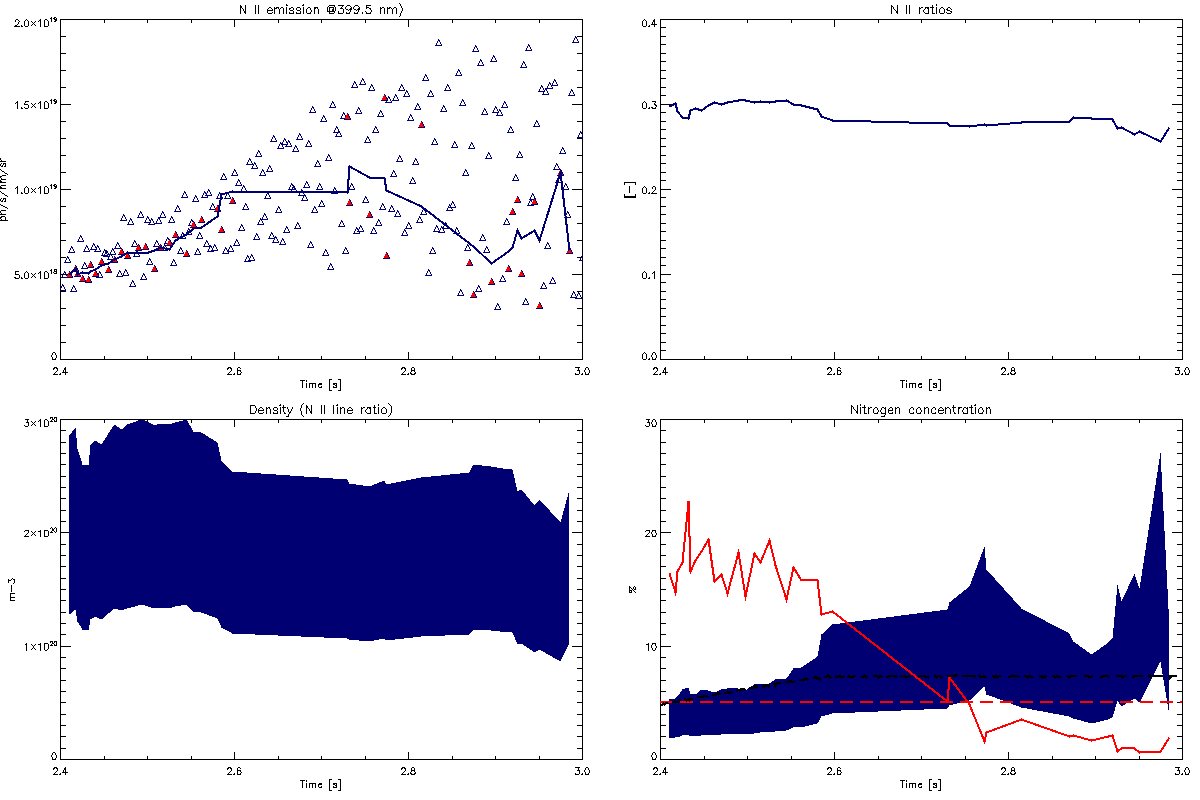 N II emission @399.5 nm)
2.0×10¹⁹
1.5×10¹⁹
1.0×10¹⁹
5.0×10¹⁸
0
ph/s/nm/sr
2.4 2.6 2.8 3.0
Time [s]
N II ratios
0.4
0.3
0.2
0.1
0.0
[-]
2.4 2.6 2.8 3.0
Time [s]
Density (N II line ratio)
3×10²⁰
2×10²⁰
1×10²⁰
0
m-3
2.4 2.6 2.8 3.0
Time [s]
Nitrogen concentration
30
20
10
0
%
2.4 2.6 2.8 3.0
Time [s]